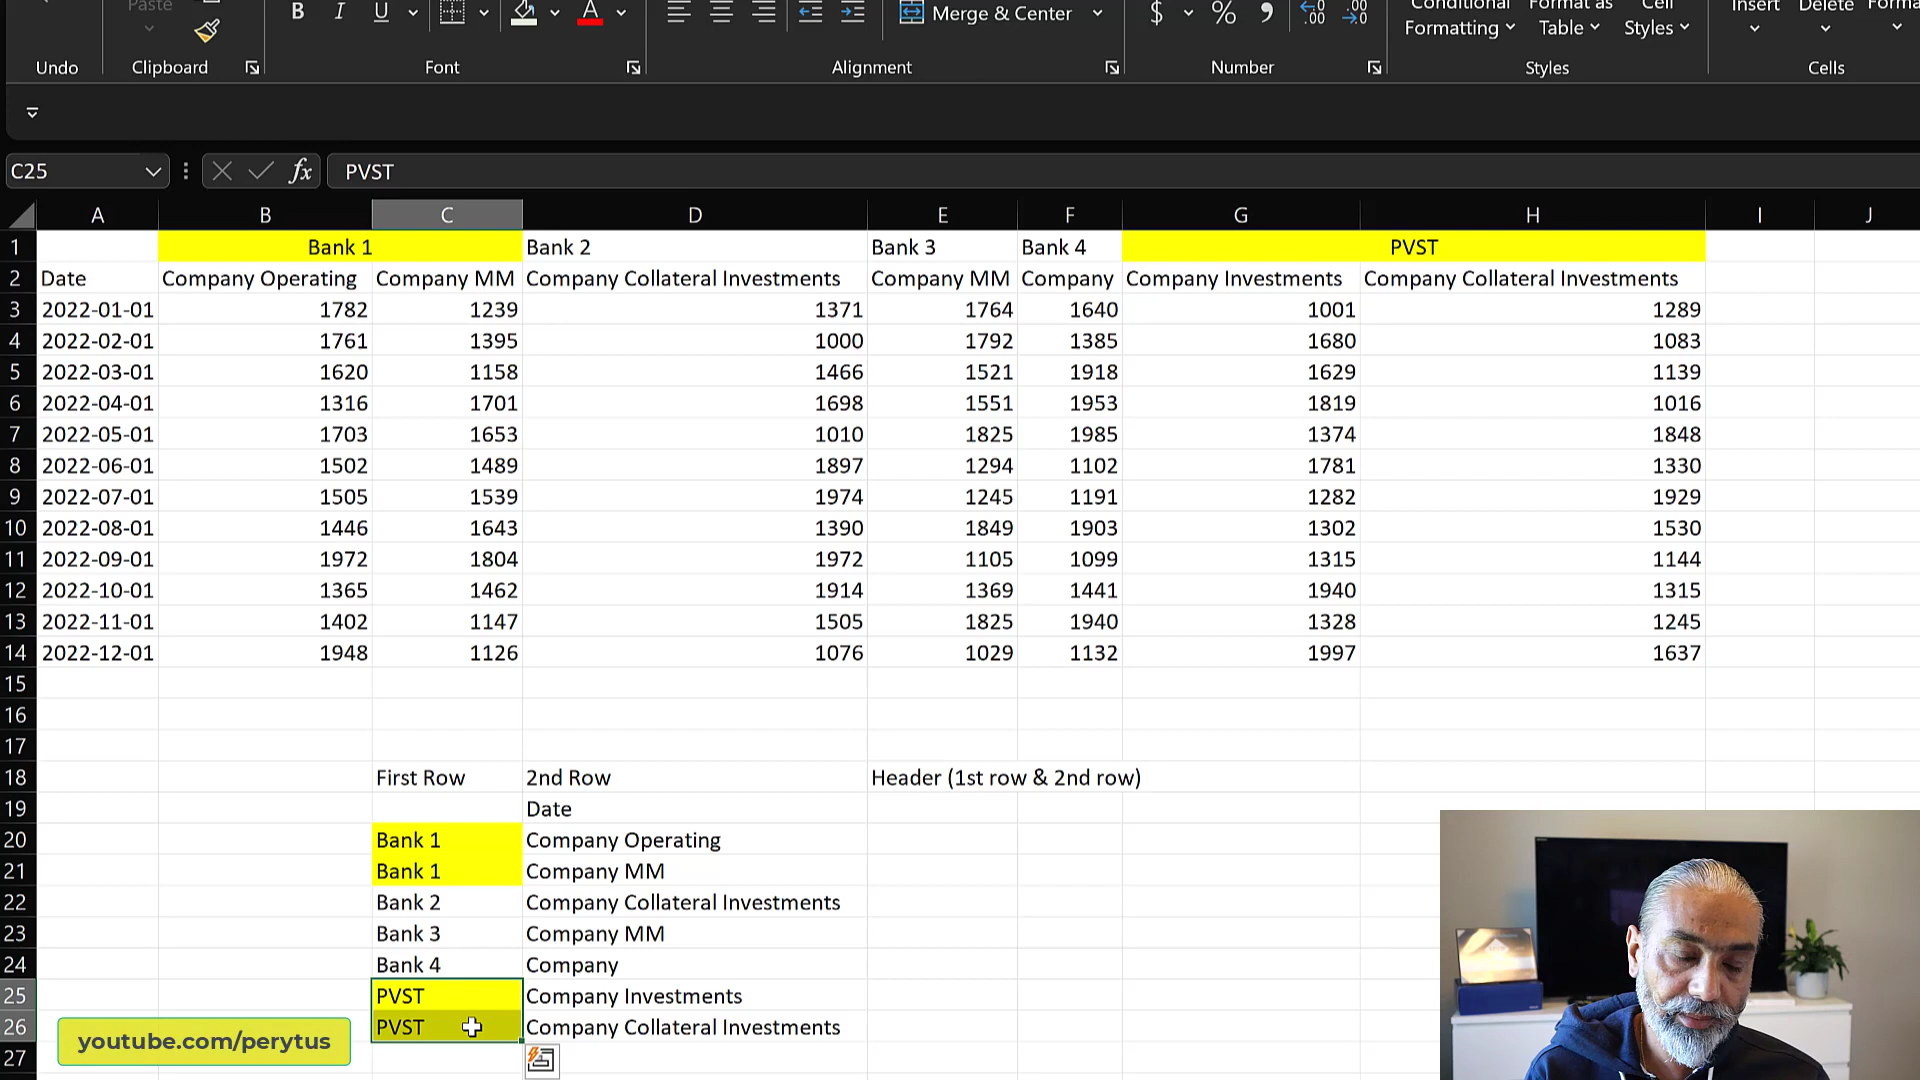 Paste
B I U
A
Merge & Center
$ % 9 .00 .00
Conditional Formatting
Format as Table
Cell Styles
Insert
Delete
Undo
Clipboard
Font
Alignment
Number
Styles
Cells
C25 fx PVST
A B C D E F G H I J
1 Bank 1 Bank 2 Bank 3 Bank 4 PVST
2 Date Company Operating Company MM Company Collateral Investments Company MM Company Company Investments Company Collateral Investments
3 2022-01-01 1782 1239 1371 1764 1640 1001 1289
4 2022-02-01 1761 1395 1000 1792 1385 1680 1083
5 2022-03-01 1620 1158 1466 1521 1918 1629 1139
6 2022-04-01 1316 1701 1698 1551 1953 1819 1016
7 2022-05-01 1703 1653 1010 1825 1985 1374 1848
8 2022-06-01 1502 1489 1897 1294 1102 1781 1330
9 2022-07-01 1505 1539 1974 1245 1191 1282 1929
10 2022-08-01 1446 1643 1390 1849 1903 1302 1530
11 2022-09-01 1972 1804 1972 1105 1099 1315 1144
12 2022-10-01 1365 1462 1914 1369 1441 1940 1315
13 2022-11-01 1402 1147 1505 1825 1940 1328 1245
14 2022-12-01 1948 1126 1076 1029 1132 1997 1637
15
16
17
18 First Row 2nd Row Header (1st row & 2nd row)
19 Date
20 Bank 1 Company Operating
21 Bank 1 Company MM
22 Bank 2 Company Collateral Investments
23 Bank 3 Company MM
24 Bank 4 Company
25 PVST Company Investments
26 PVST Company Collateral Investments
27
youtube.com/perytus